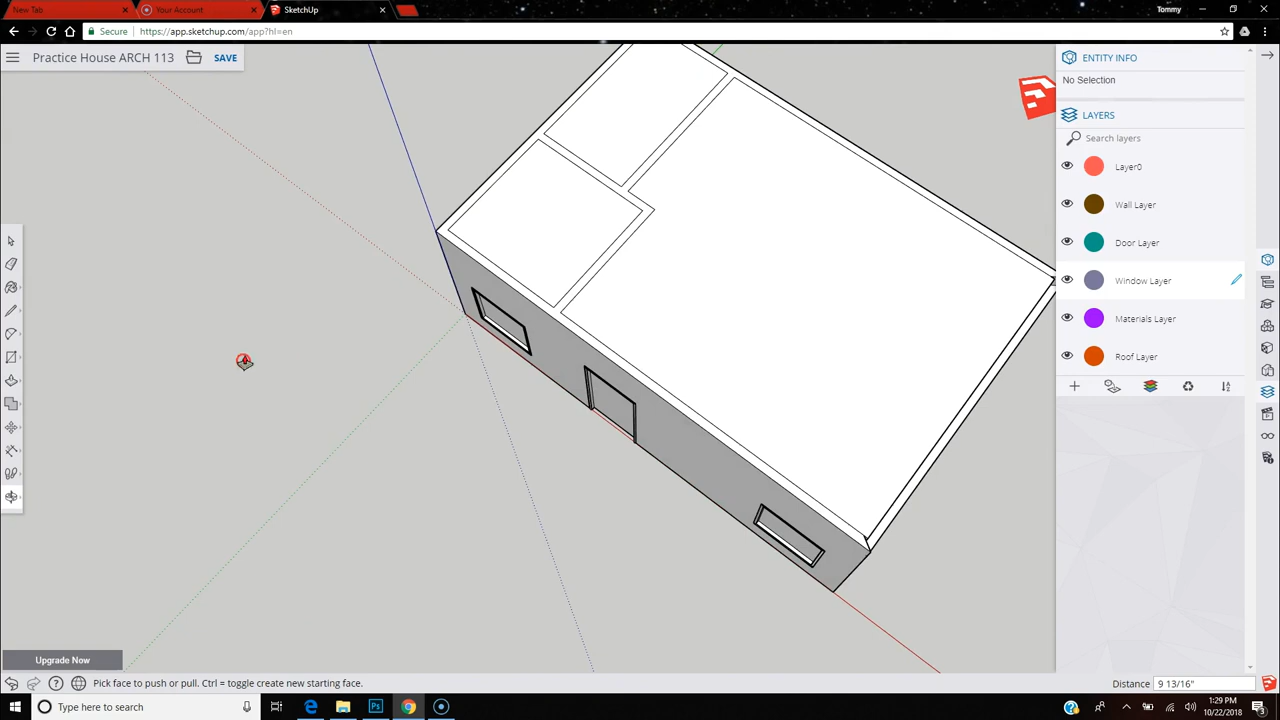 New Tab
Your Account
SketchUp
Tommy
Secure
https://app.sketchup.com/app?hl=en
Practice House ARCH 113
SAVE
ENTITY INFO
No Selection
LAYERS
Search layers
Layer0
Wall Layer
Door Layer
Window Layer
Materials Layer
Roof Layer
Upgrade Now
Pick face to push or pull. Ctrl = toggle create new starting face.
Distance
9 13/16"
Type here to search
Ps
1:29 PM
10/22/2018